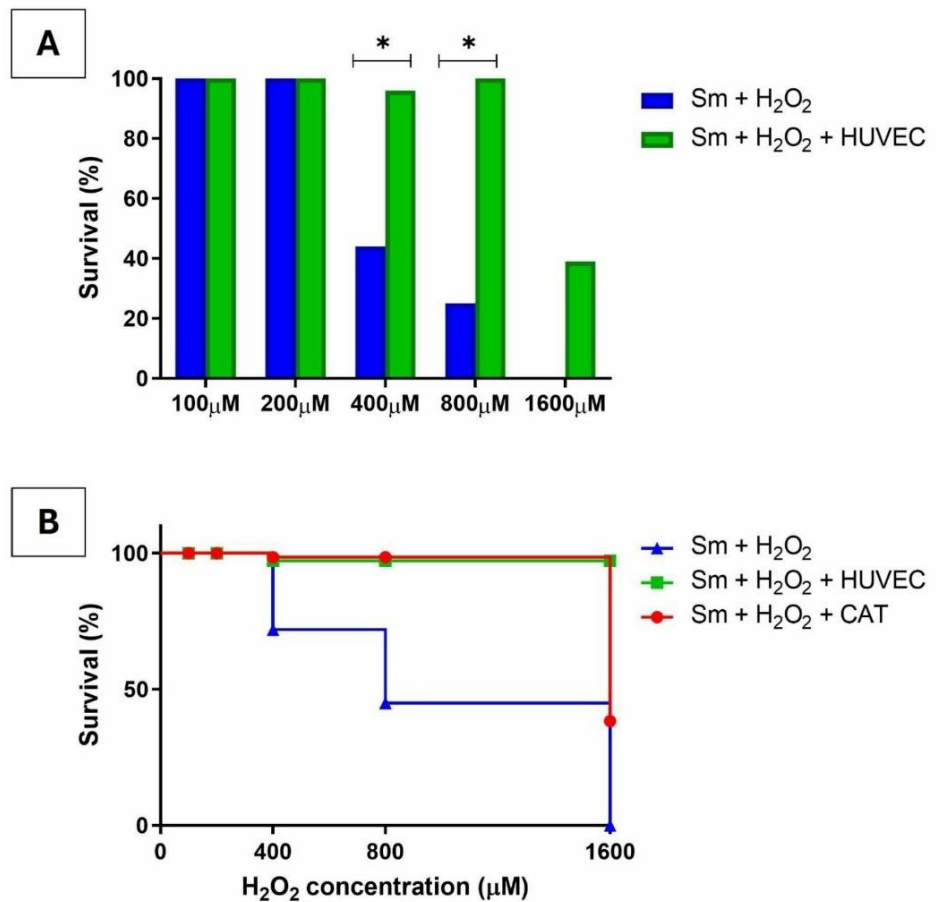 A
* *
100
80
60
40
20
0
Survival (%)
100μM 200μM 400μM 800μM 1600μM
Sm + H₂O₂
Sm + H₂O₂ + HUVEC
B
100
50
0
Survival (%)
0 400 800 1600
H₂O₂ concentration (μM)
Sm + H₂O₂
Sm + H₂O₂ + HUVEC
Sm + H₂O₂ + CAT